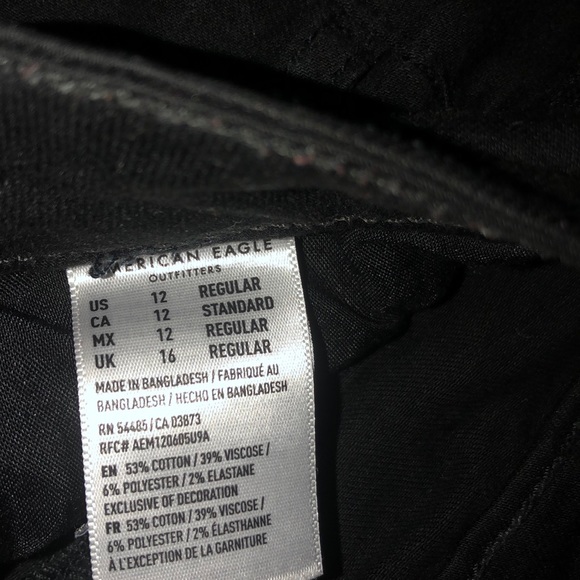 AMERICAN EAGLE
OUTFITTERS
US 12 REGULAR
CA 12 STANDARD
MX 12 REGULAR
UK 16 REGULAR
MADE IN BANGLADESH / FABRIQUÉ AU
BANGLADESH / HECHO EN BANGLADESH
RN 54485 / CA 03873
RFC# AEM120605U9A
EN 53% COTTON / 39% VISCOSE /
6% POLYESTER / 2% ELASTANE
EXCLUSIVE OF DECORATION
FR 53% COTON / 39% VISCOSE /
6% POLYESTER / 2% ÉLASTHANNE
À L'EXCEPTION DE LA GARNITURE